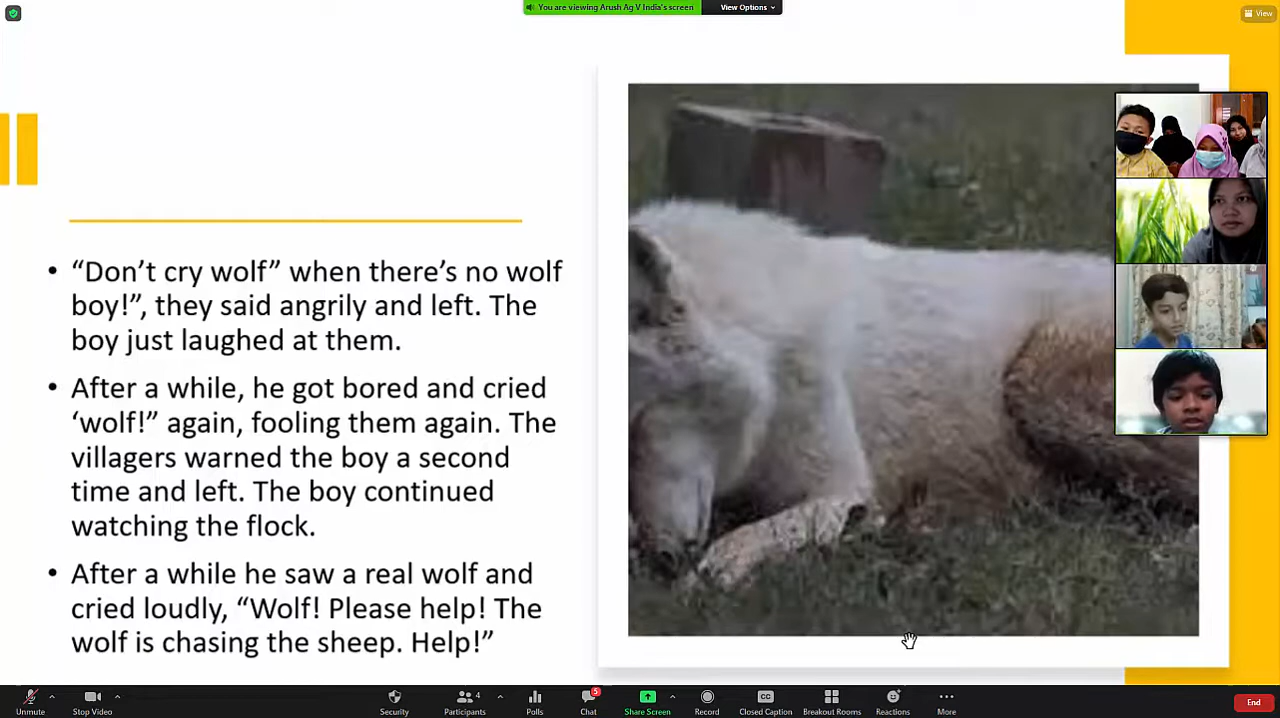 You are viewing Arush Ag V India's screen
View Options
View
• “Don’t cry wolf” when there’s no wolf
boy!”, they said angrily and left. The
boy just laughed at them.
• After a while, he got bored and cried
‘wolf!” again, fooling them again. The
villagers warned the boy a second
time and left. The boy continued
watching the flock.
• After a while he saw a real wolf and
cried loudly, “Wolf! Please help! The
wolf is chasing the sheep. Help!”
Unmute
Stop Video
Security
Participants
4
Polls
Chat
5
Share Screen
Record
CC
Closed Caption
Breakout Rooms
Reactions
More
End